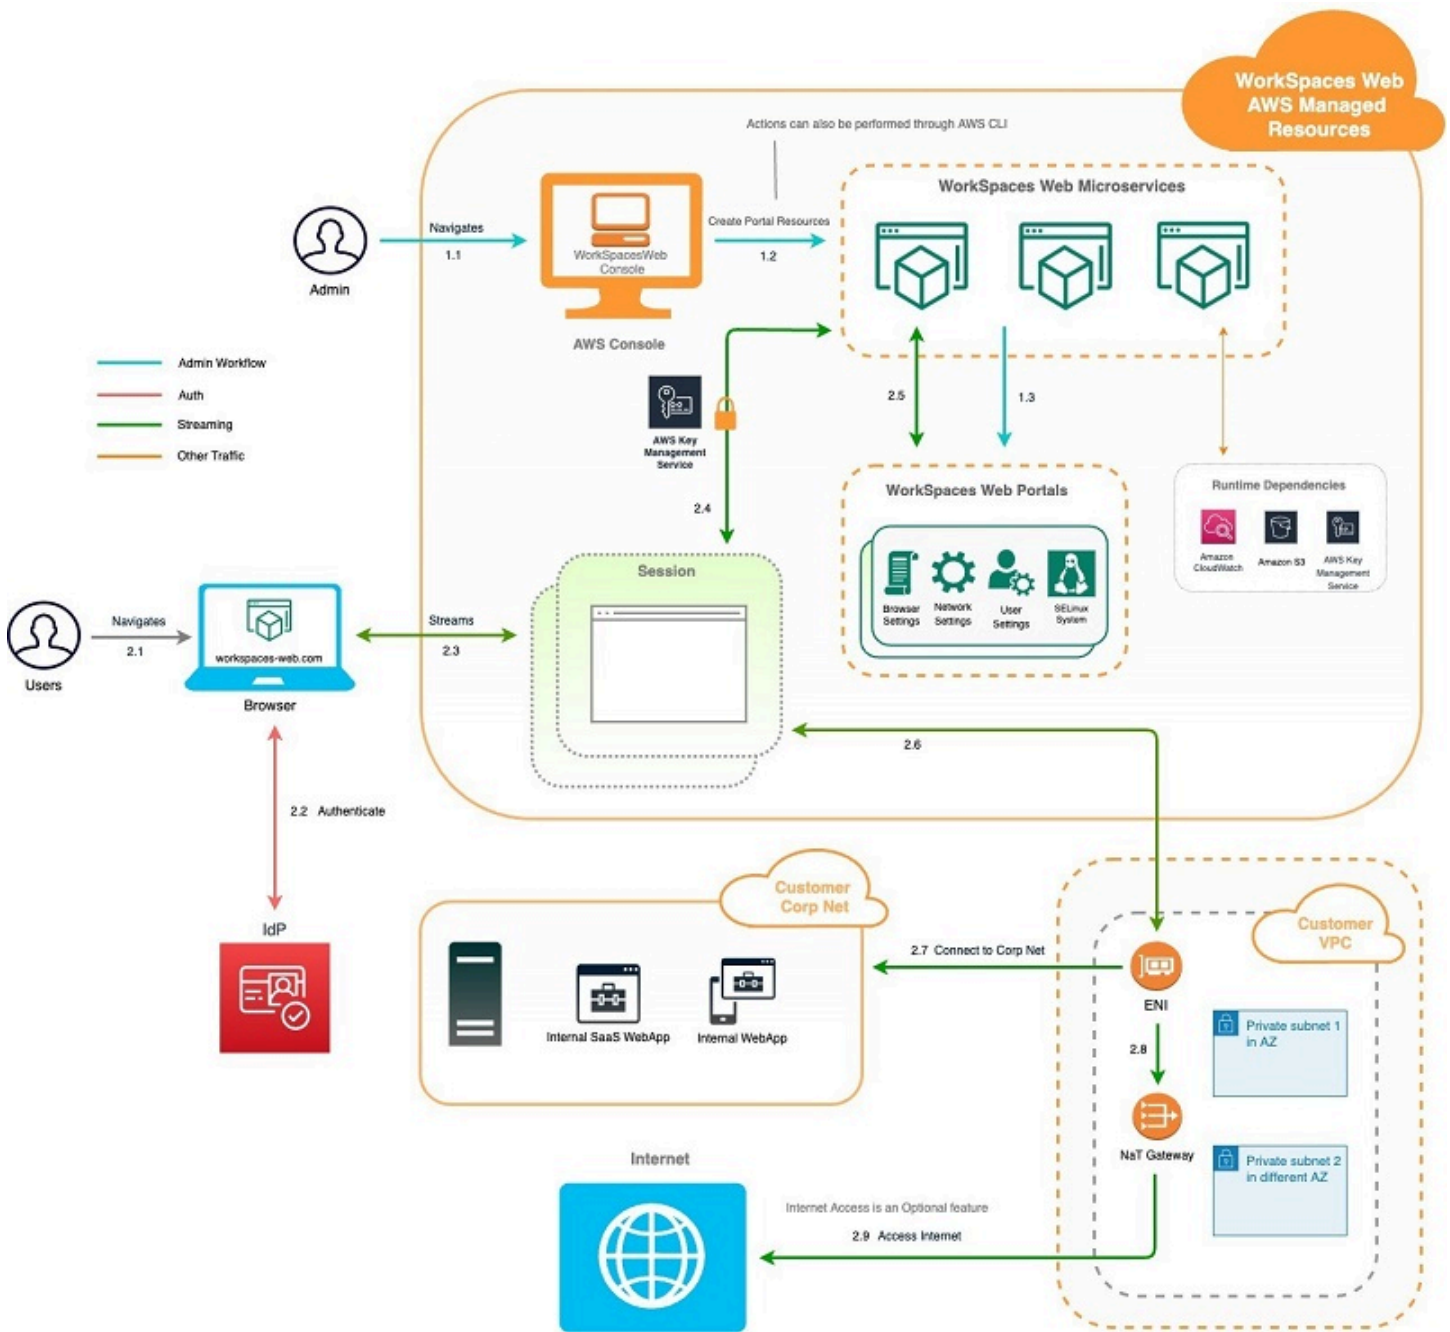 WorkSpaces Web
AWS Managed
Resources
Actions can also be performed through AWS CLI
WorkSpaces Web Microservices
Navigates
1.1
Admin
WorkSpacesWeb
Console
AWS Console
Create Portal Resources
1.2
Admin Workflow
Auth
Streaming
Other Traffic
AWS Key
Management
Service
2.4
2.5
1.3
WorkSpaces Web Portals
Browser
Settings
Network
Settings
User
Settings
SELinux
System
Runtime Dependencies
Amazon
CloudWatch
Amazon S3
AWS Key
Management
Service
Session
Users
Navigates
2.1
workspaces-web.com
Browser
Streams
2.3
2.6
2.2 Authenticate
IdP
Customer
Corp Net
Internal SaaS WebApp
Internal WebApp
2.7 Connect to Corp Net
Customer
VPC
ENI
2.8
Private subnet 1
in AZ
NaT Gateway
Private subnet 2
in different AZ
Internet
Internet Access is an Optional feature
2.9 Access Internet